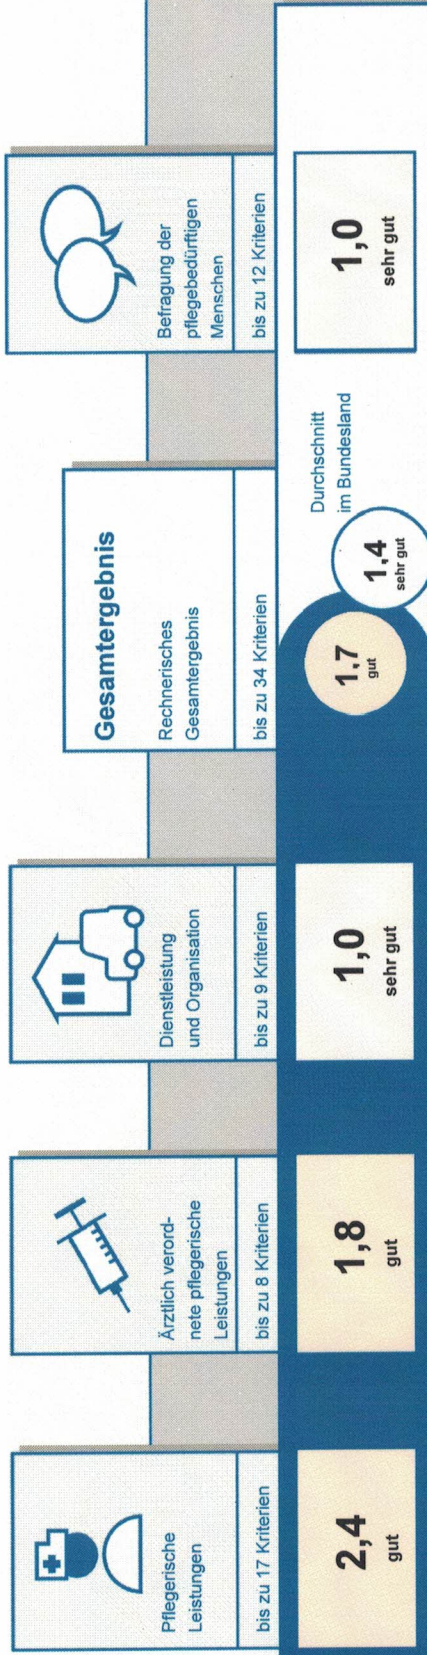 Pflegerische
Leistungen
bis zu 17 Kriterien
2,4
gut
Ärztlich verord-
nete pflegerische
Leistungen
bis zu 8 Kriterien
1,8
gut
Dienstleistung
und Organisation
bis zu 9 Kriterien
1,0
sehr gut
Gesamtergebnis
Rechnerisches
Gesamtergebnis
bis zu 34 Kriterien
1,7
gut
Durchschnitt
im Bundesland
1,4
sehr gut
Befragung der
pflegebedürftigen
Menschen
bis zu 12 Kriterien
1,0
sehr gut